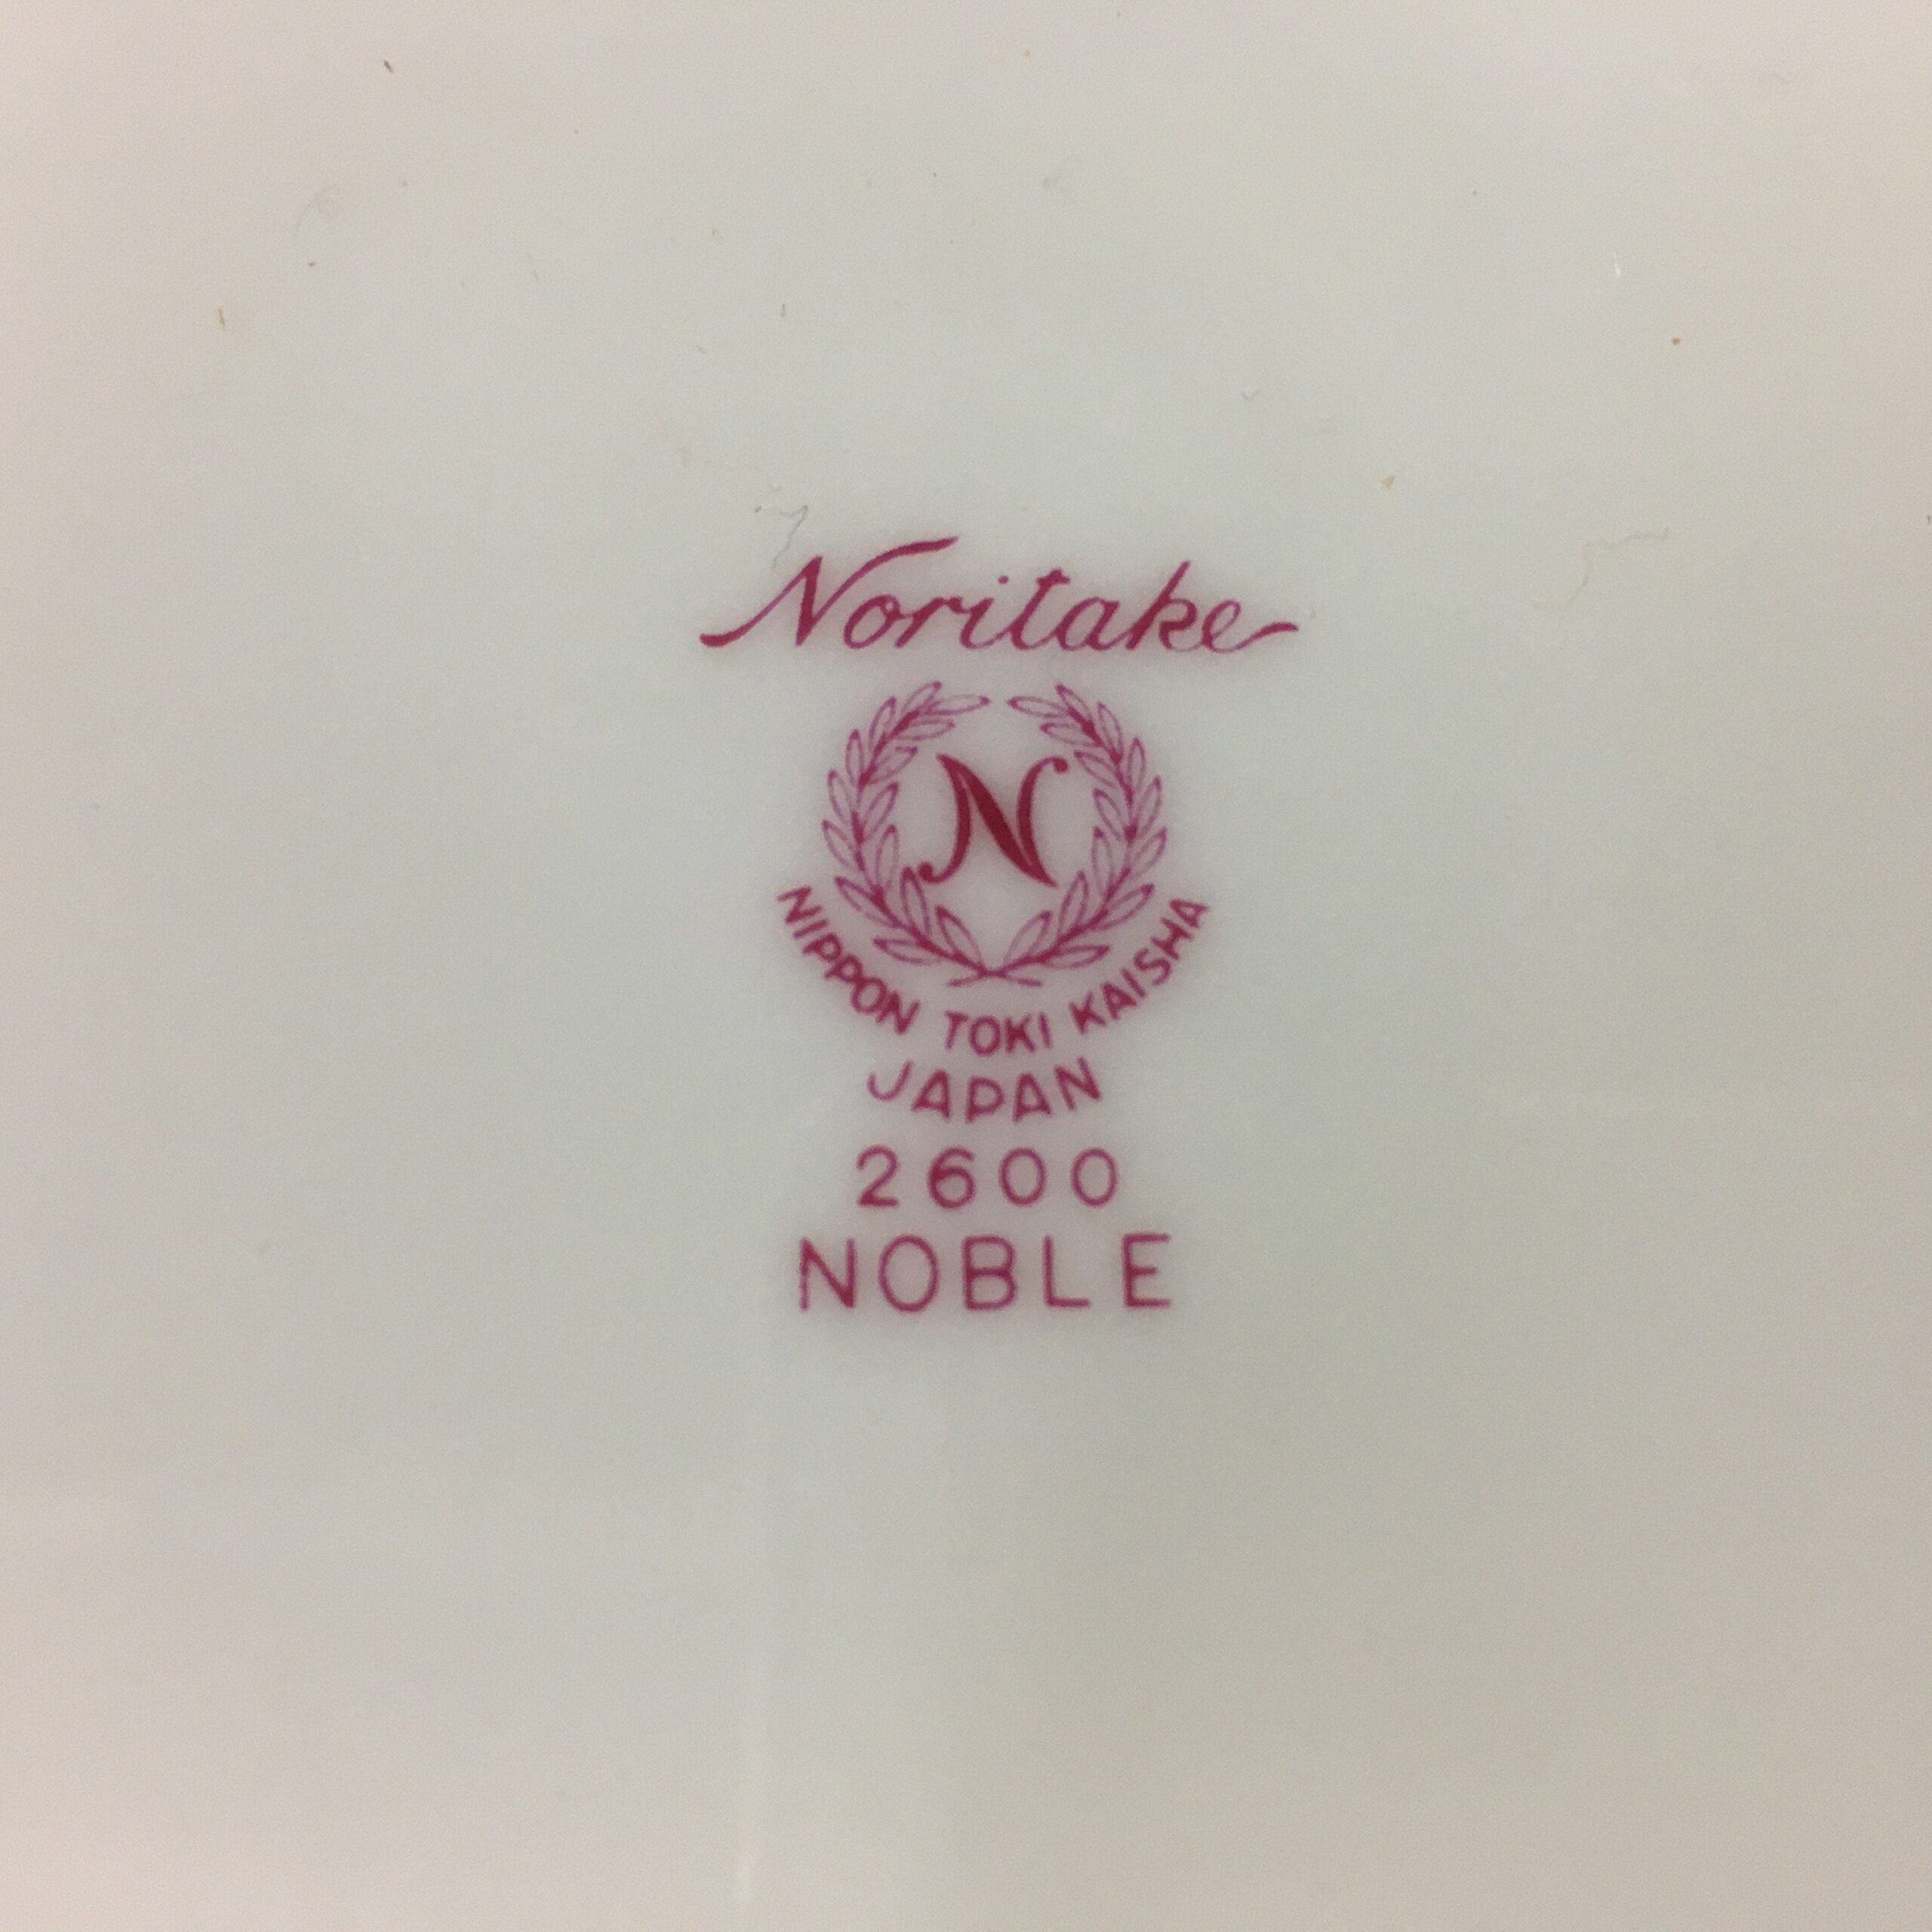 Noritake
N
NIPPON TOKI KAISHA
JAPAN
2600
NOBLE